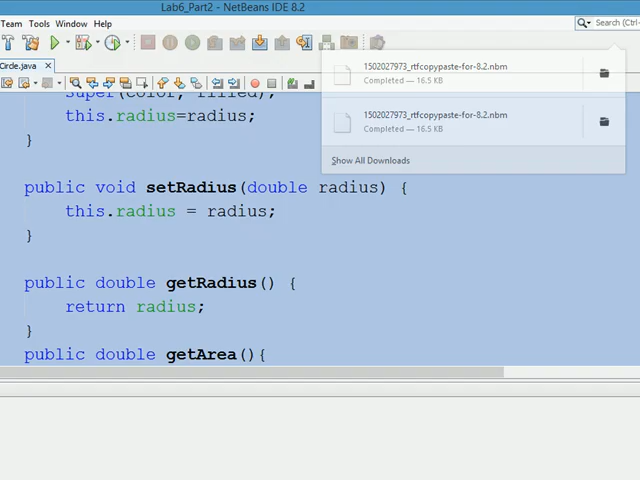 Lab6_Part2 - NetBeans IDE 8.2
Team Tools Window Help
Search (Ctrl
Circle.java
1502027973_rtfcopypaste-for-8.2.nbm
Completed — 16.5 KB
1502027973_rtfcopypaste-for-8.2.nbm
Completed — 16.5 KB
Show All Downloads
super(color, filled);
this.radius=radius;
}
public void setRadius(double radius) {
this.radius = radius;
}
public double getRadius() {
return radius;
}
public double getArea(){